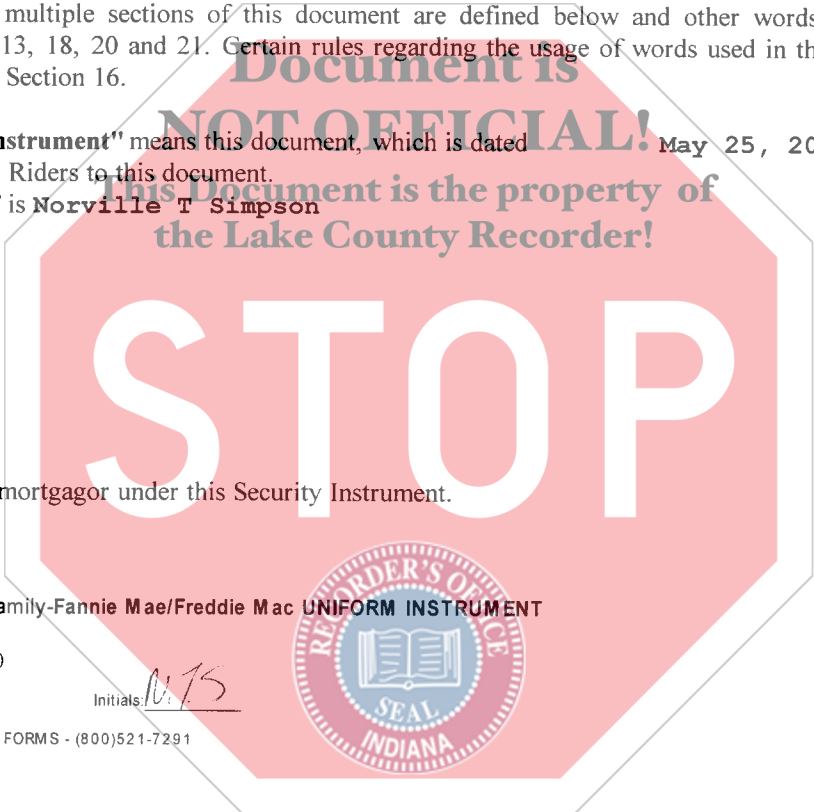 multiple sections of this document are defined below and other words
13, 18, 20 and 21. Certain rules regarding the usage of words used in th
Section 16.
Document is
NOT OFFICIAL!
nstrument" means this document, which is dated May 25, 20
Riders to this document.
This Document is the property of
is Norville T Simpson
the Lake County Recorder!
STOP
mortgagor under this Security Instrument.
amily-Fannie Mae/Freddie Mac UNIFORM INSTRUMENT
)
Initials: N.T.S
FORMS - (800)521-7291
RECORDER'S OFFICE
SEAL
INDIANA